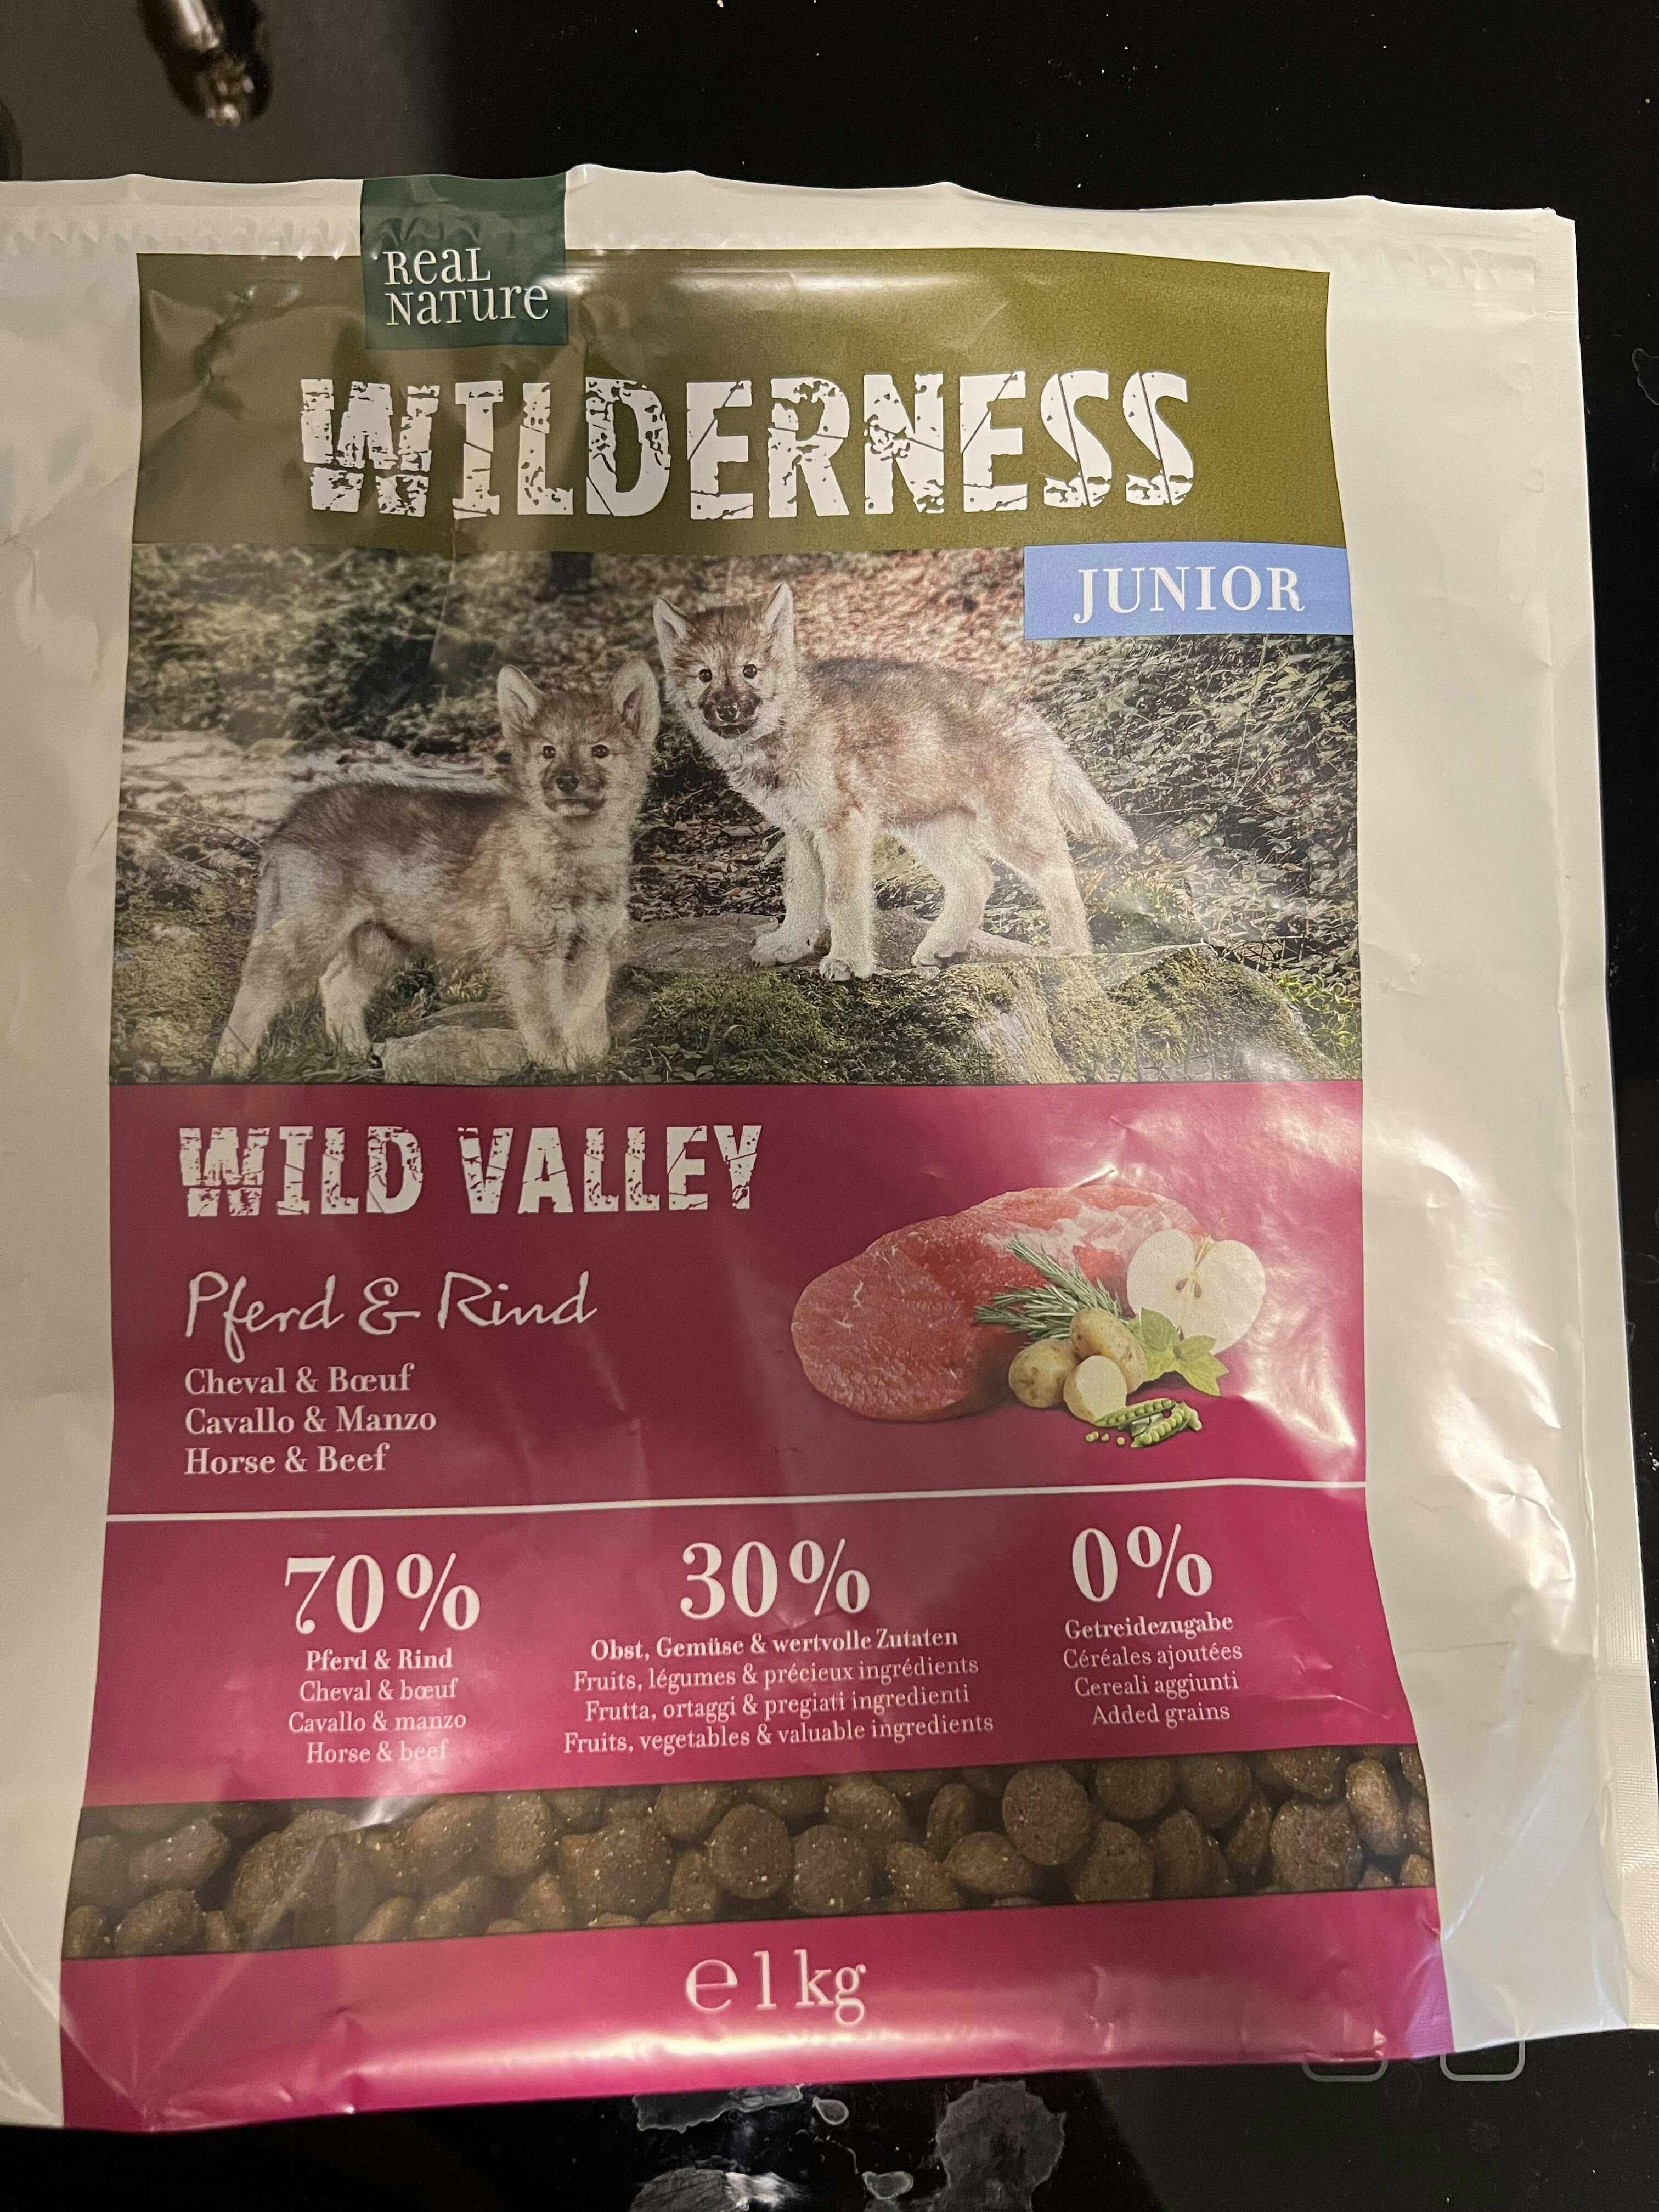 Real
Nature
WILDERNESS
JUNIOR
WILD VALLEY
Pferd & Rind
Cheval & Bœuf
Cavallo & Manzo
Horse & Beef
70%
Pferd & Rind
Cheval & bœuf
Cavallo & manzo
Horse & beef
30%
Obst, Gemüse & wertvolle Zutaten
Fruits, légumes & précieux ingrédients
Frutta, ortaggi & pregiati ingredienti
Fruits, vegetables & valuable ingredients
0%
Getreidezugabe
Céréales ajoutées
Cereali aggiunti
Added grains
℮ 1 kg